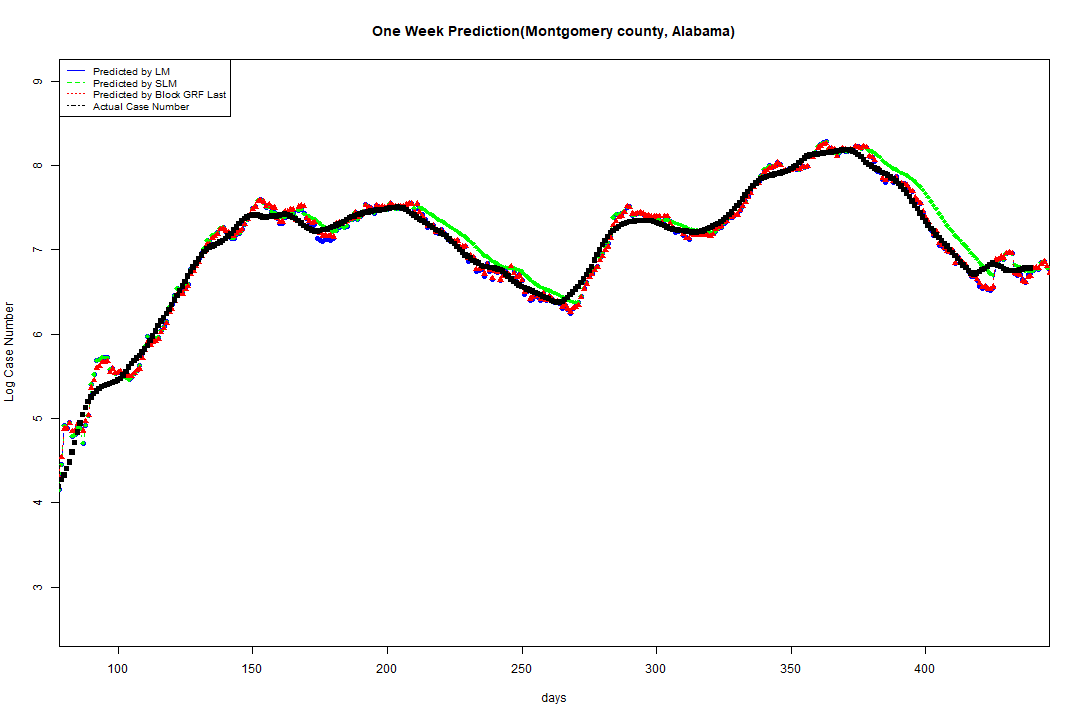 One Week Prediction(Montgomery county, Alabama)
Predicted by LM
Predicted by SLM
Predicted by Block GRF Last
Actual Case Number
Log Case Number
9
8
7
6
5
4
3
100 150 200 250 300 350 400
days